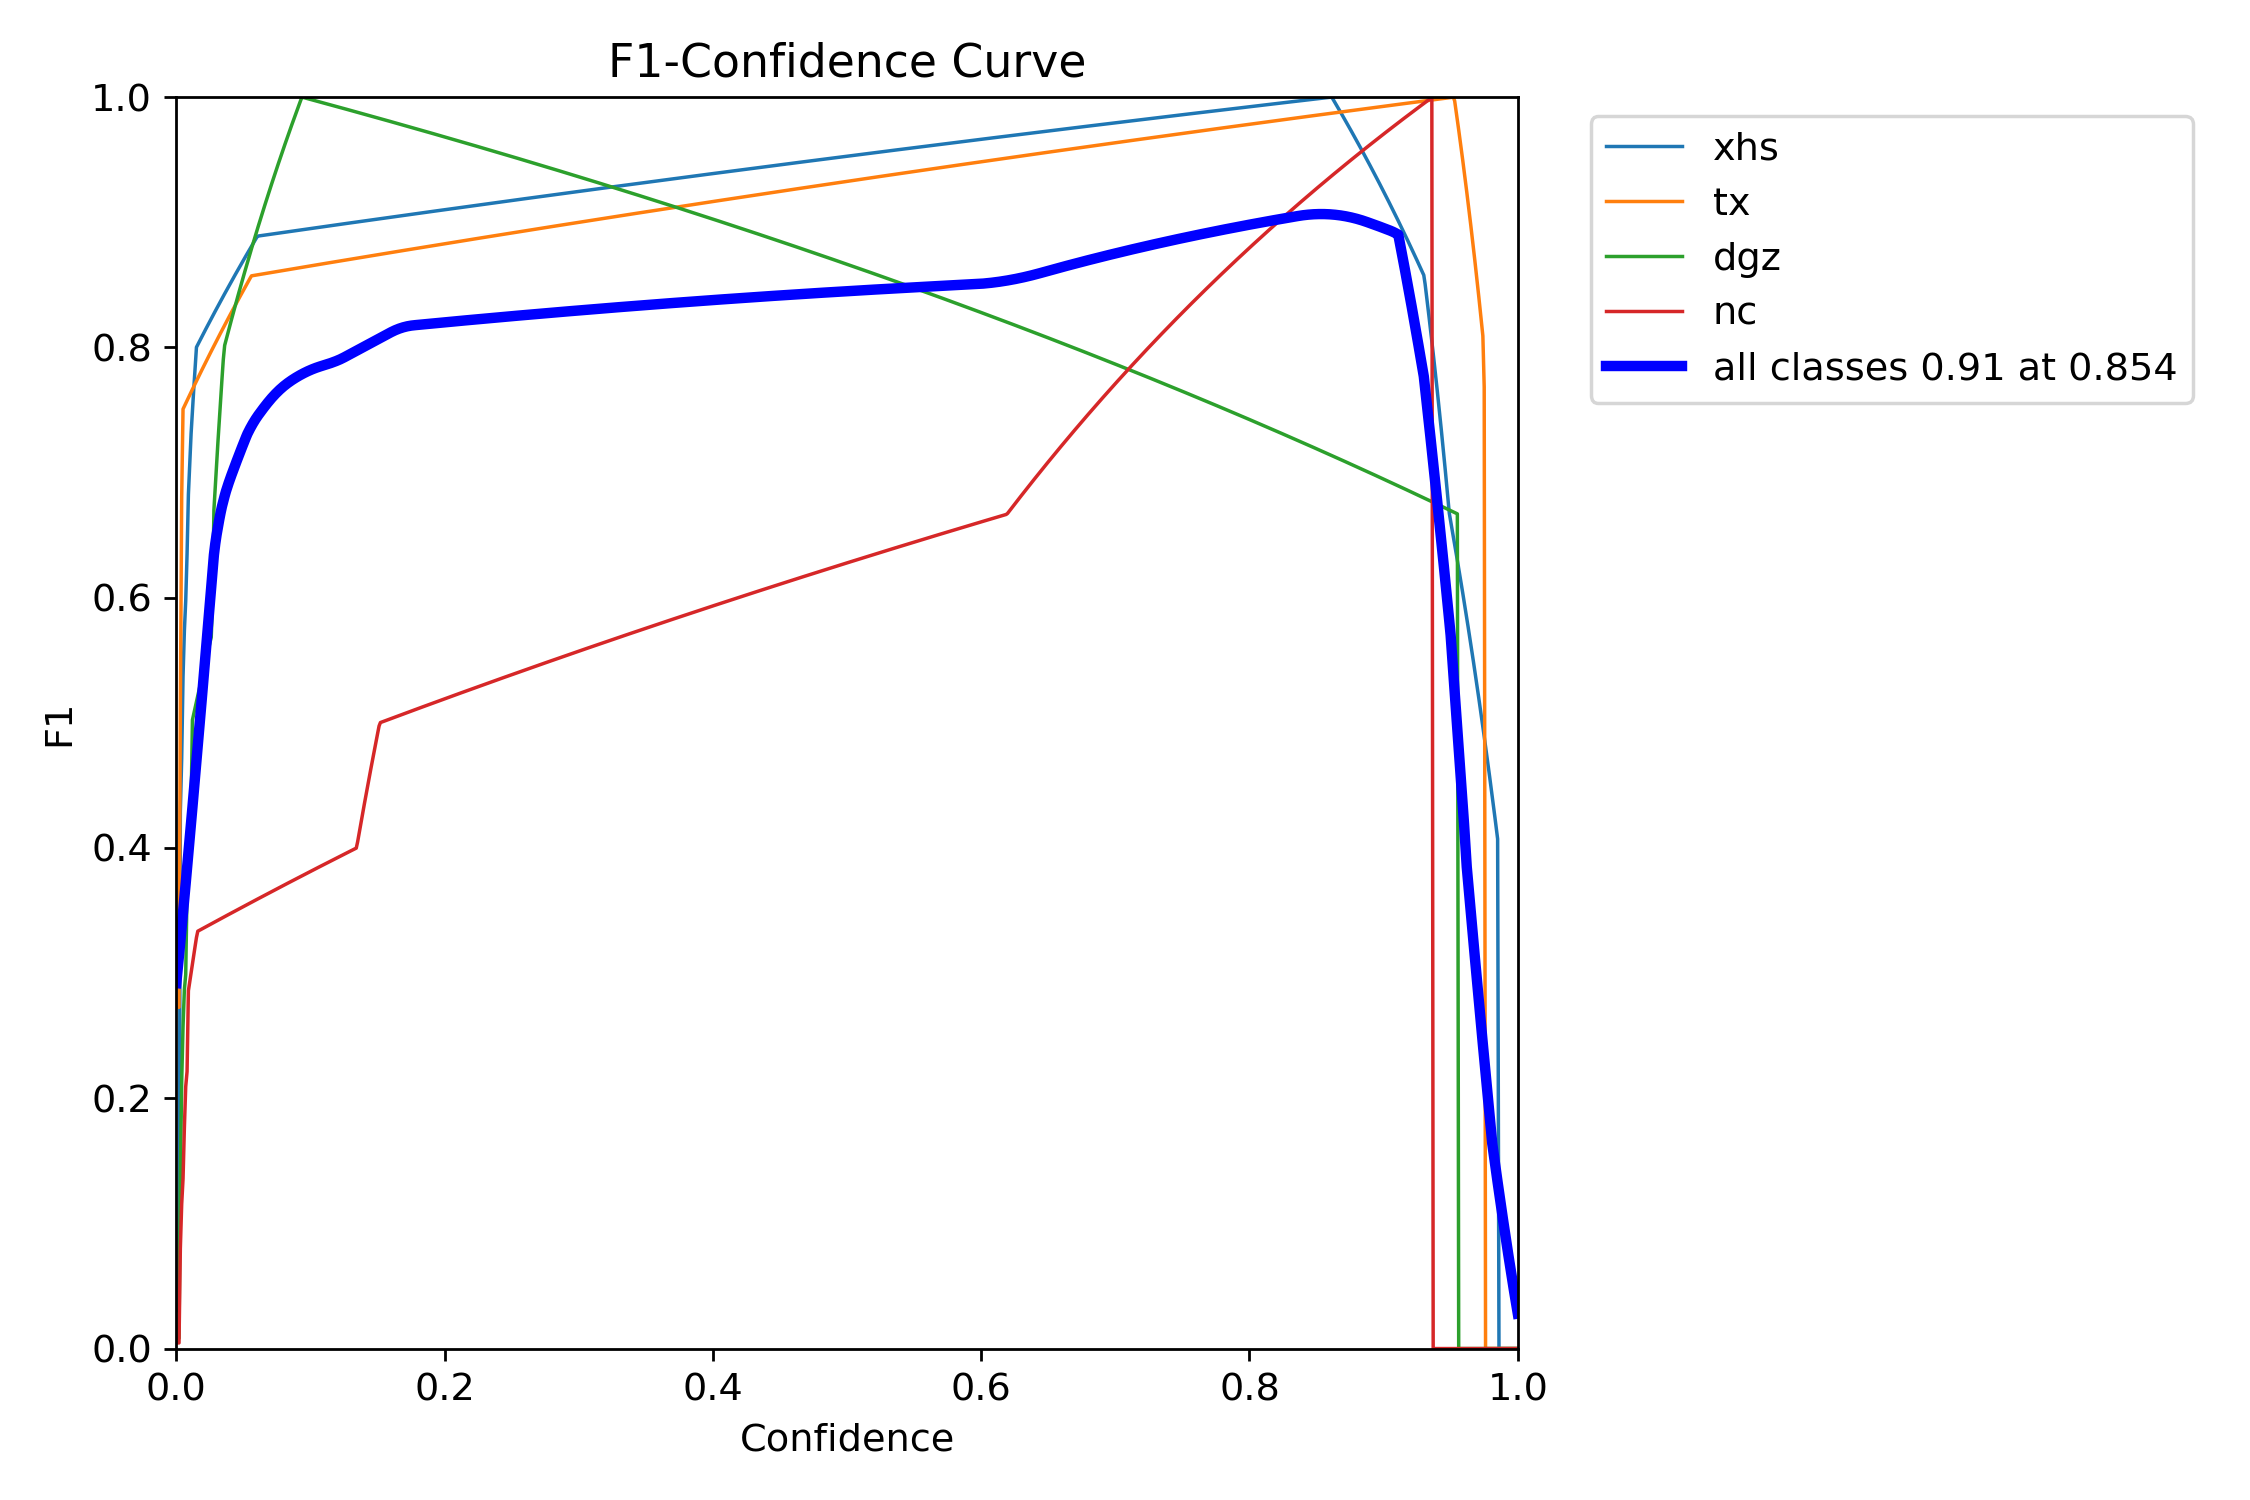 F1-Confidence Curve
1.0
0.8
0.6
0.4
0.2
0.0
F1
0.0 0.2 0.4 0.6 0.8 1.0
Confidence
xhs
tx
dgz
nc
all classes 0.91 at 0.854